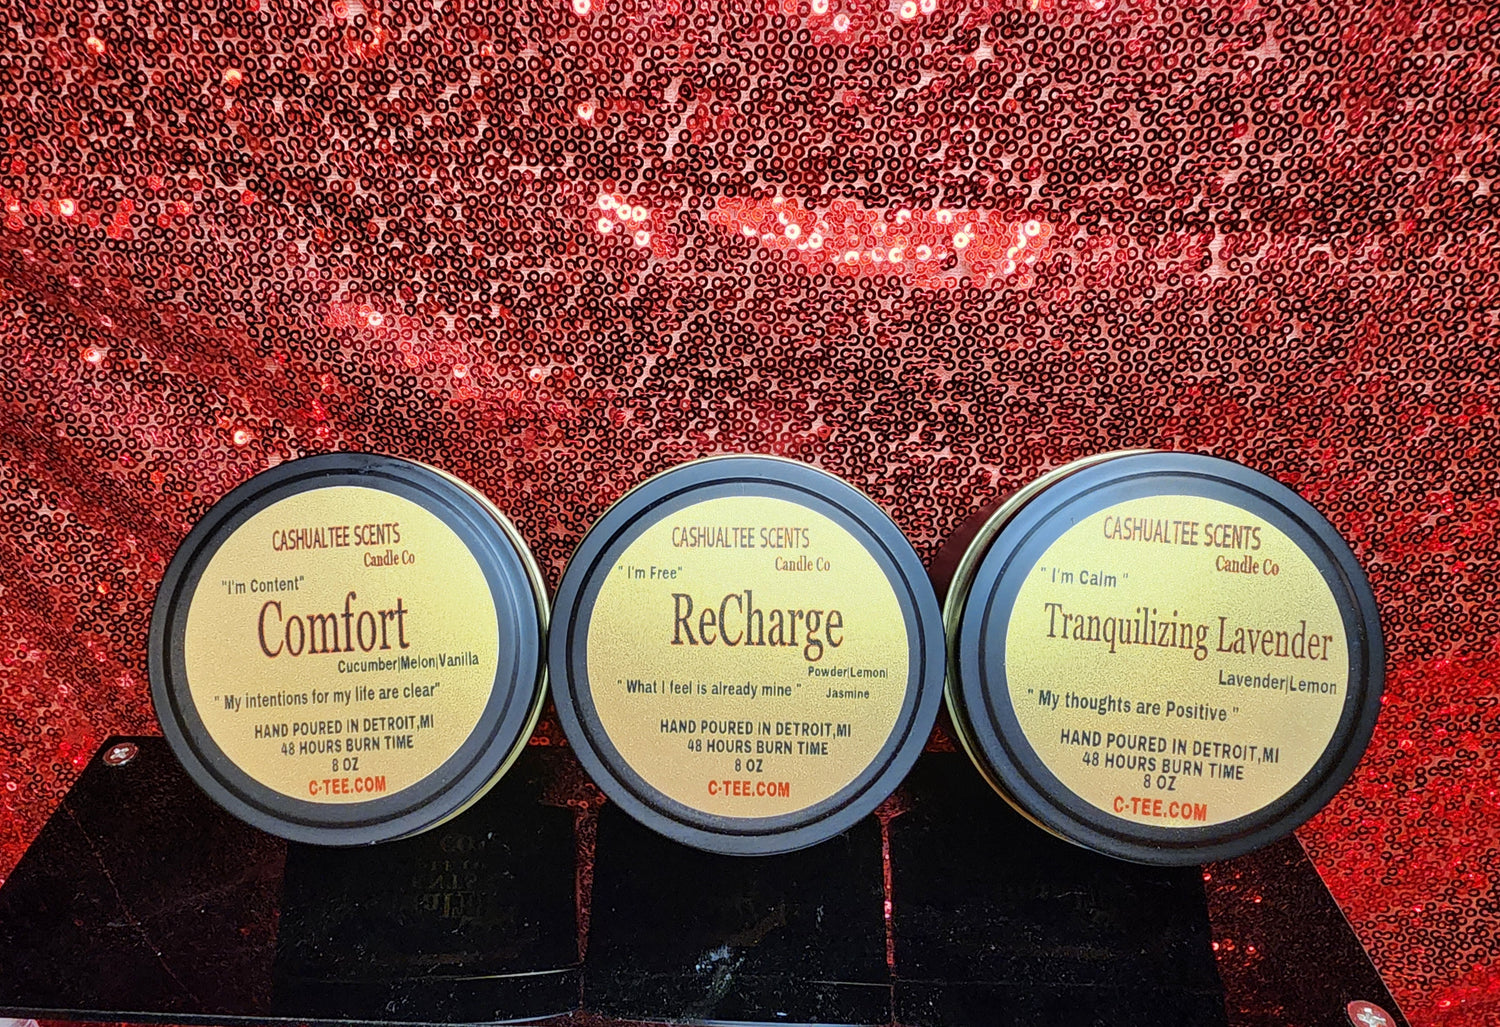 CASHUALTEE SCENTS
Candle Co
"I'm Content"
Comfort
Cucumber|Melon|Vanilla
" My intentions for my life are clear"
HAND POURED IN DETROIT,MI
48 HOURS BURN TIME
8 OZ
C-TEE.COM
CASHUALTEE SCENTS
Candle Co
" I'm Free"
ReCharge
Powder|Lemon|
Jasmine
" What I feel is already mine "
HAND POURED IN DETROIT,MI
48 HOURS BURN TIME
8 OZ
C-TEE.COM
CASHUALTEE SCENTS
Candle Co
" I'm Calm "
Tranquilizing Lavender
Lavender|Lemon
" My thoughts are Positive "
HAND POURED IN DETROIT,MI
48 HOURS BURN TIME
8 OZ
C-TEE.COM